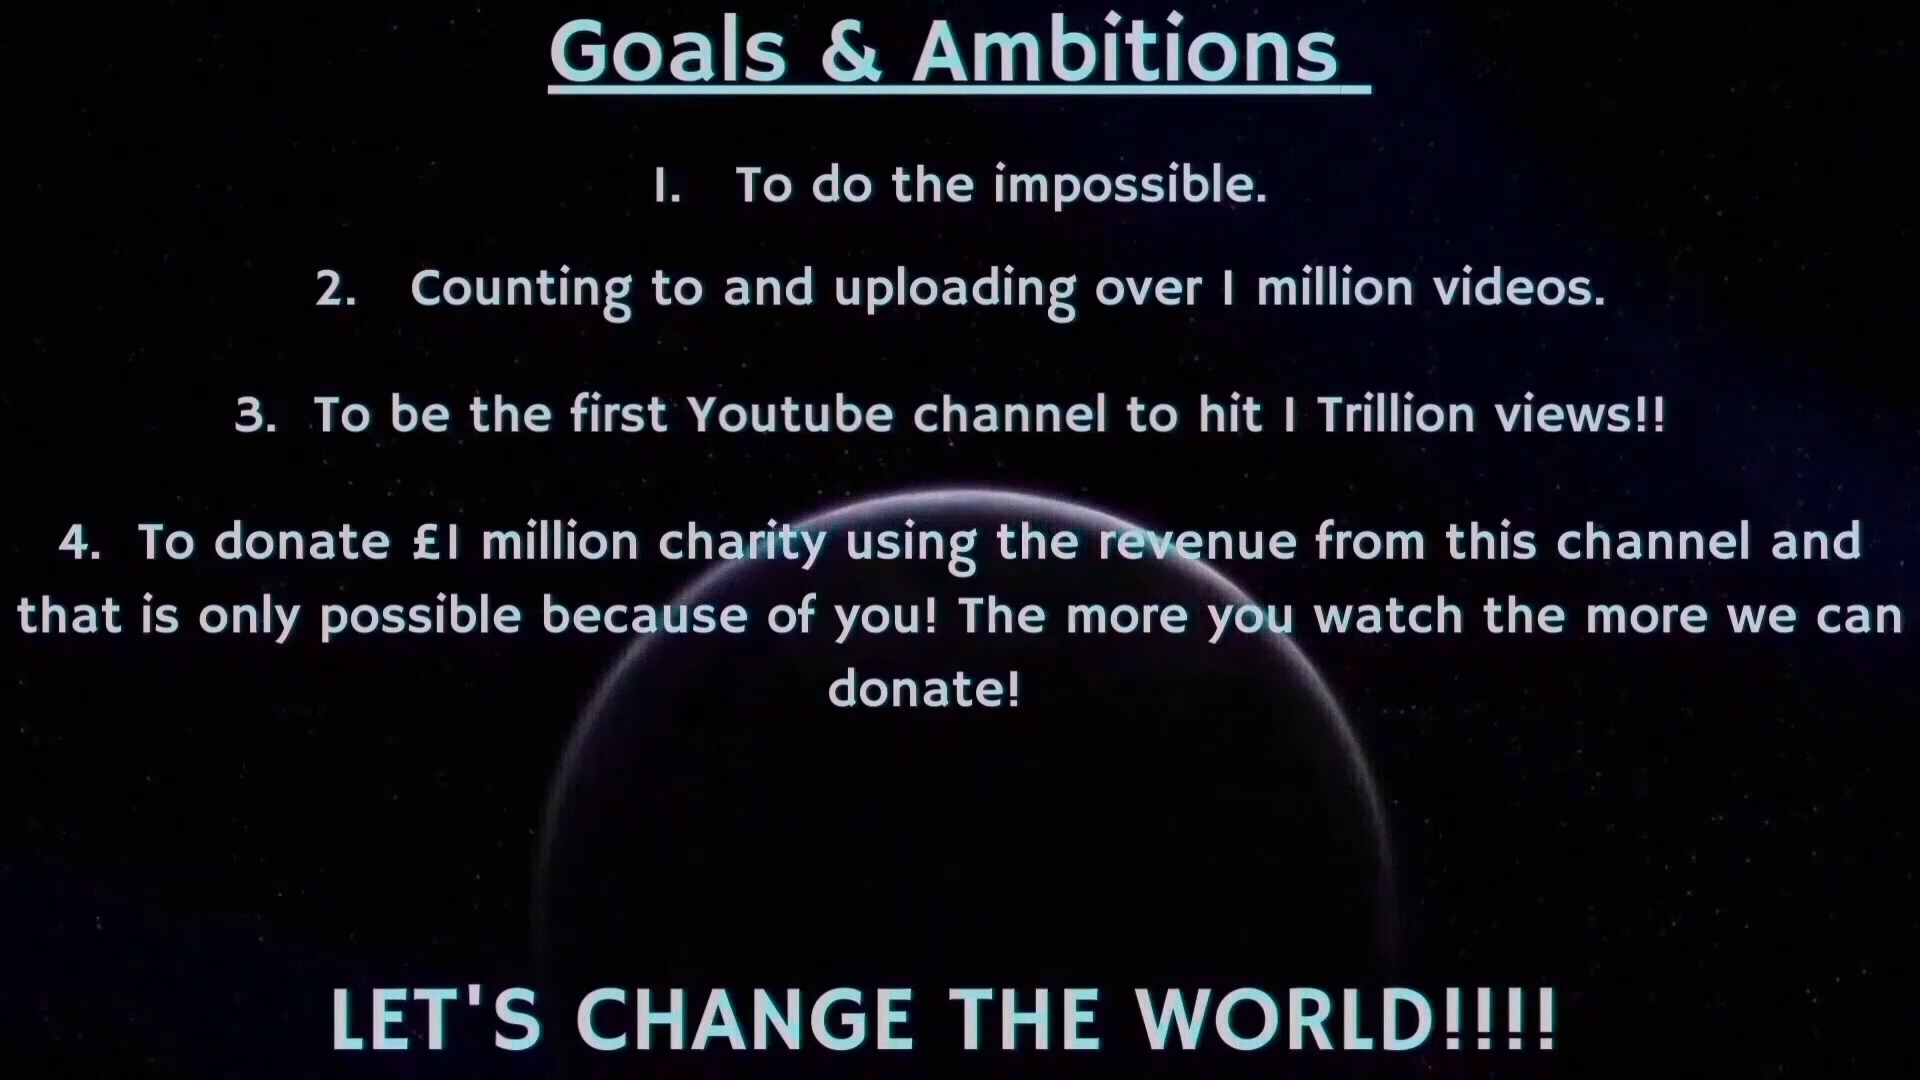 Goals & Ambitions
1. To do the impossible.
2. Counting to and uploading over 1 million videos.
3. To be the first Youtube channel to hit 1 Trillion views!!
4. To donate £1 million charity using the revenue from this channel and
that is only possible because of you! The more you watch the more we can
donate!
LET'S CHANGE THE WORLD!!!!